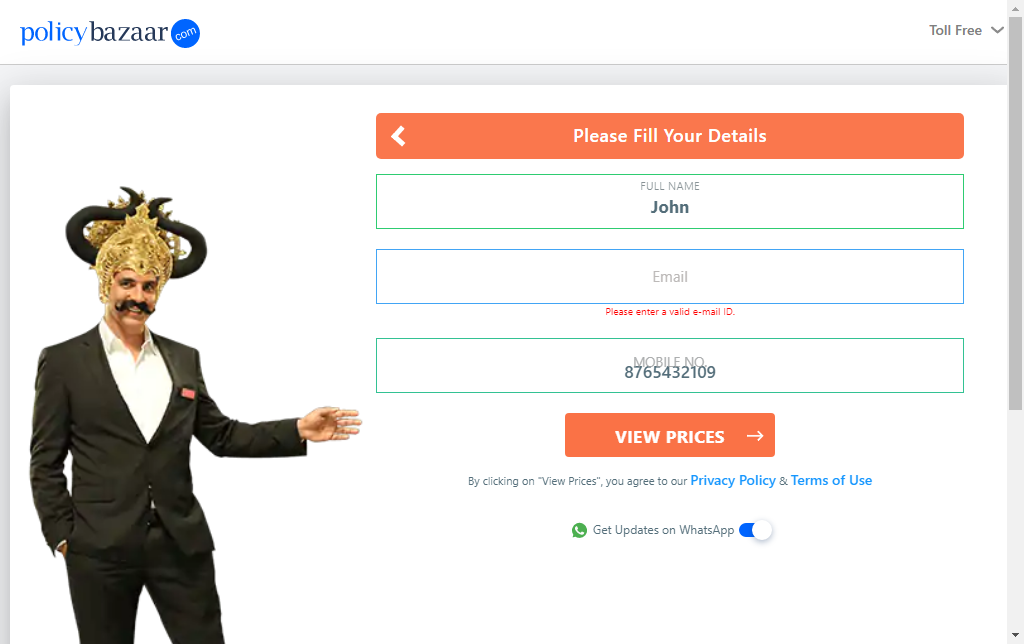 policybazaar com
Toll Free
Please Fill Your Details
FULL NAME
John
Email
Please enter a valid e-mail ID.
MOBILE NO.
8765432109
VIEW PRICES
By clicking on "View Prices", you agree to our Privacy Policy & Terms of Use
Get Updates on WhatsApp